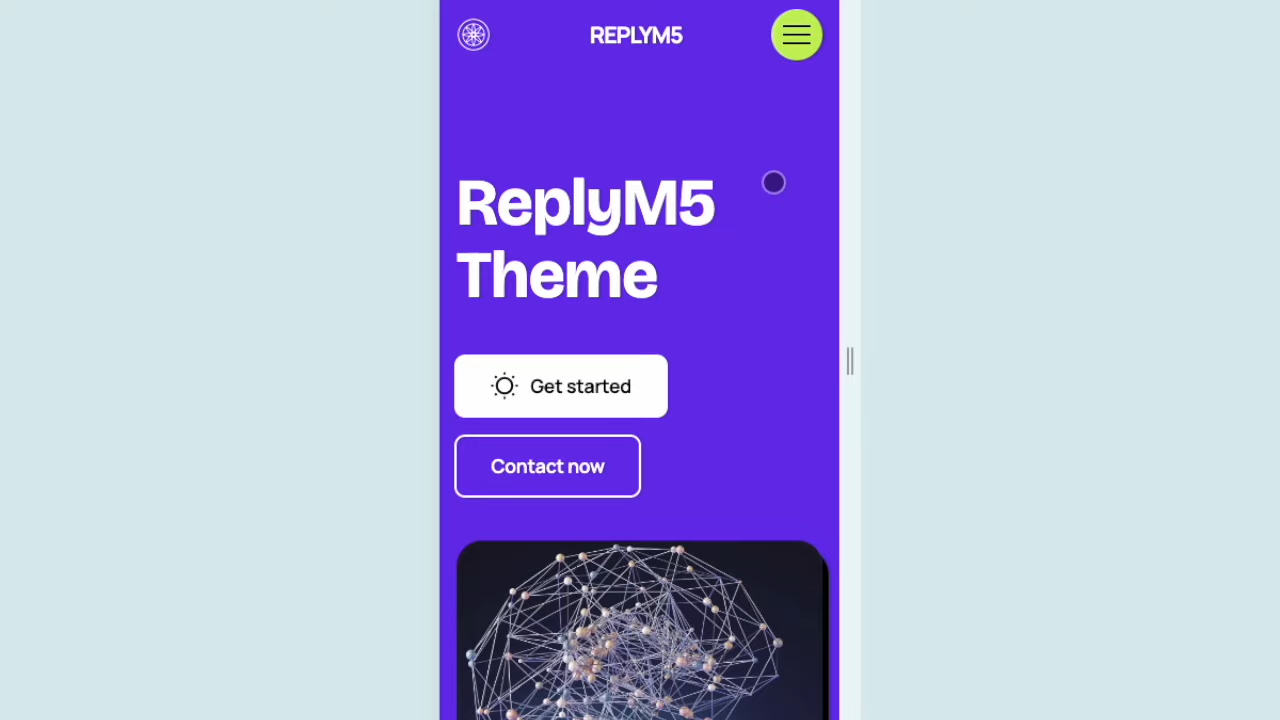 REPLYM5
ReplyM5
Theme
Get started
Contact now